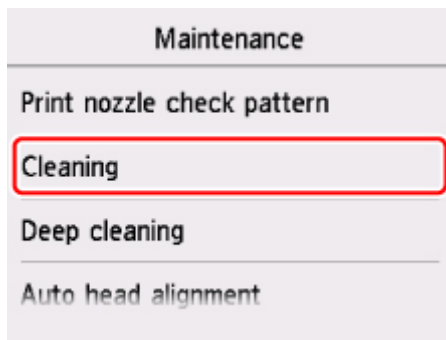 Maintenance
Print nozzle check pattern
Cleaning
Deep cleaning
Auto head alignment